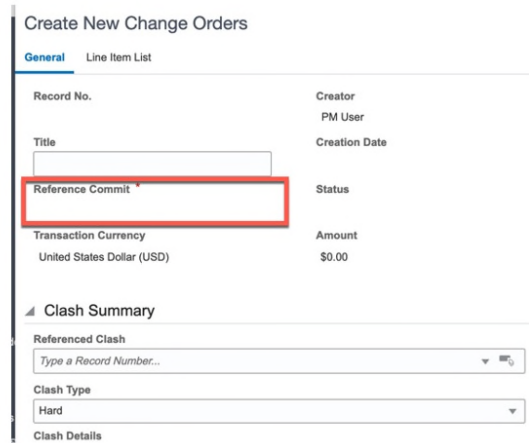 Create New Change Orders
General Line Item List
Record No. Creator
PM User
Title Creation Date
Reference Commit * Status
Transaction Currency Amount
United States Dollar (USD) $0.00
Clash Summary
Referenced Clash
Type a Record Number...
Clash Type
Hard
Clash Details